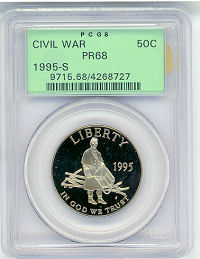 PCGS
CIVIL WAR 50C
PR68
1995-S
9715.68/4268727
LIBERTY
1995
IN GOD WE TRUST